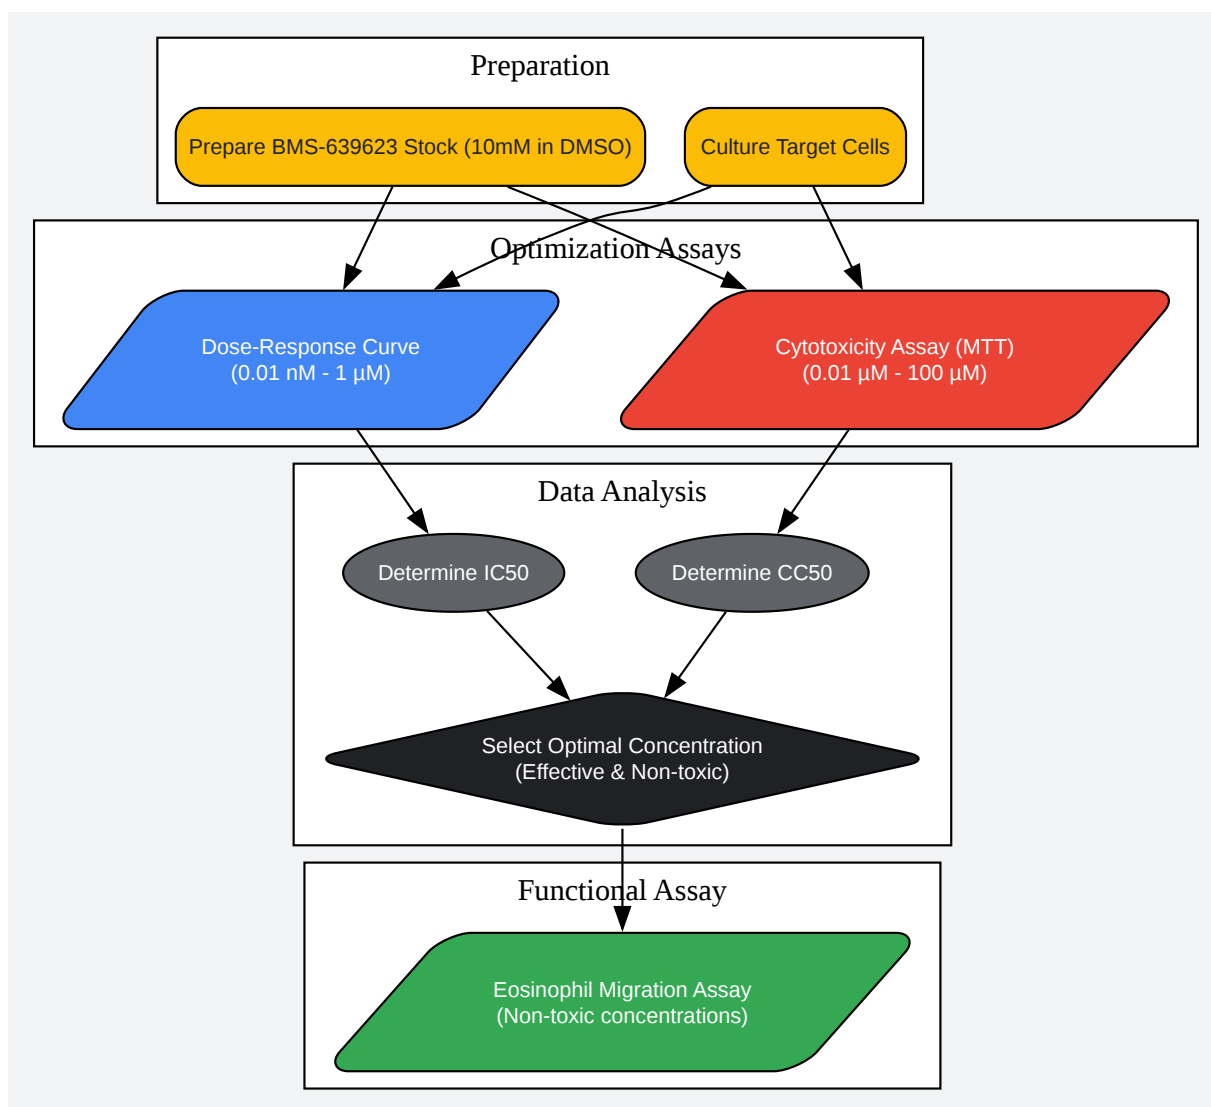 Preparation
Prepare BMS-639623 Stock (10mM in DMSO)
Culture Target Cells
Optimization Assays
Dose-Response Curve
(0.01 nM - 1 µM)
Cytotoxicity Assay (MTT)
(0.01 µM - 100 µM)
Data Analysis
Determine IC50
Determine CC50
Select Optimal Concentration
(Effective & Non-toxic)
Functional Assay
Eosinophil Migration Assay
(Non-toxic concentrations)